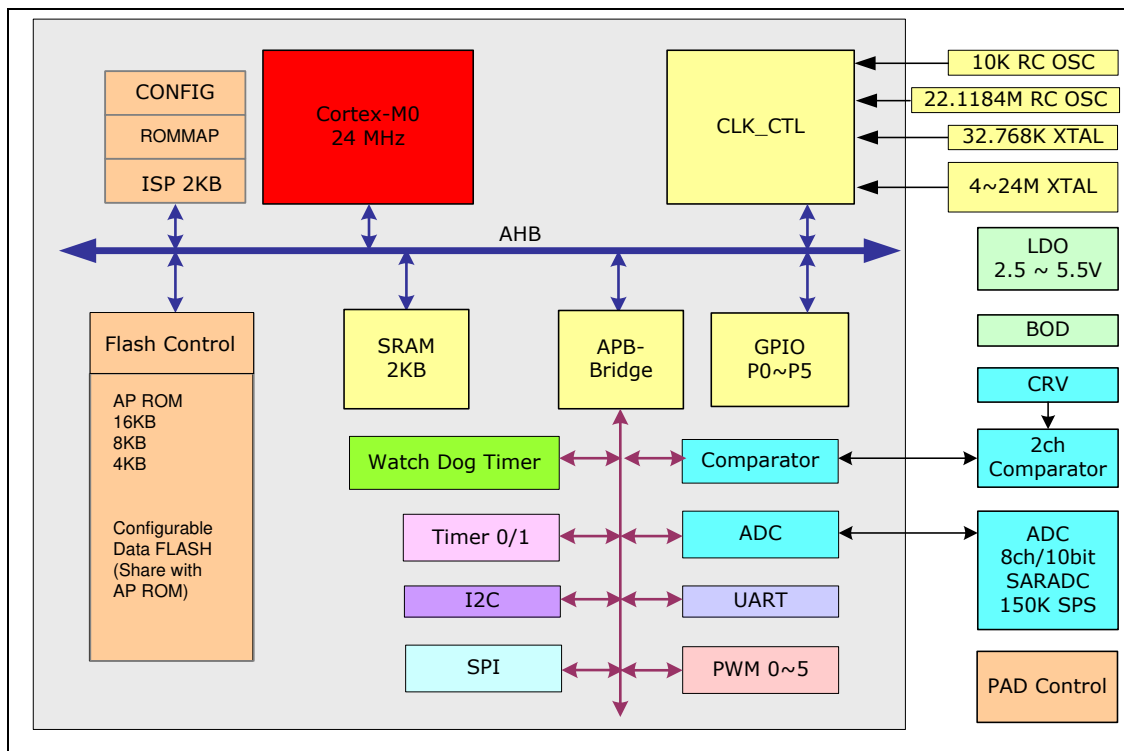 CONFIG
ROMMAP
ISP 2KB
Cortex-M0
24 MHz
CLK_CTL
10K RC OSC
22.1184M RC OSC
32.768K XTAL
4~24M XTAL
AHB
LDO
2.5 ~ 5.5V
BOD
Flash Control
AP ROM
16KB
8KB
4KB
Configurable
Data FLASH
(Share with
AP ROM)
SRAM
2KB
APB-
Bridge
GPIO
P0~P5
CRV
Watch Dog Timer
Comparator
2ch
Comparator
Timer 0/1
ADC
ADC
8ch/10bit
SARADC
150K SPS
I2C
UART
SPI
PWM 0~5
PAD Control